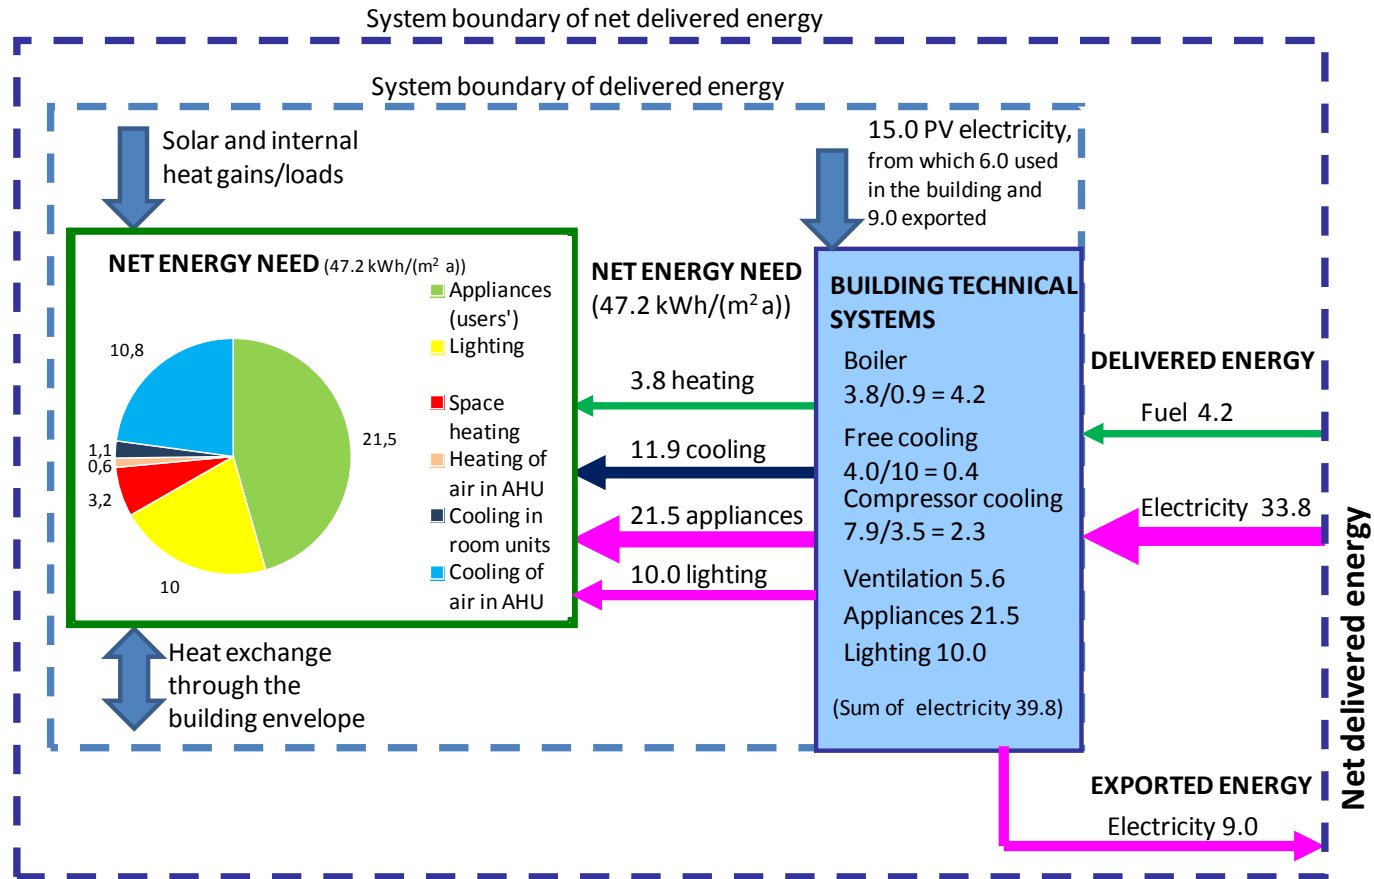 System boundary of net delivered energy
System boundary of delivered energy
Solar and internal
heat gains/loads
15.0 PV electricity,
from which 6.0 used
in the building and
9.0 exported
NET ENERGY NEED (47.2 kWh/(m² a))
Appliances
(users')
Lighting
Space
heating
Heating of
air in AHU
Cooling in
room units
Cooling of
air in AHU
10,8
21,5
1,1
0,6
3,2
10
NET ENERGY NEED
(47.2 kWh/(m² a))
3.8 heating
11.9 cooling
21.5 appliances
10.0 lighting
BUILDING TECHNICAL
SYSTEMS
Boiler
3.8/0.9 = 4.2
Free cooling
4.0/10 = 0.4
Compressor cooling
7.9/3.5 = 2.3
Ventilation 5.6
Appliances 21.5
Lighting 10.0
(Sum of electricity 39.8)
DELIVERED ENERGY
Fuel 4.2
Electricity 33.8
Net delivered energy
Heat exchange
through the
building envelope
EXPORTED ENERGY
Electricity 9.0